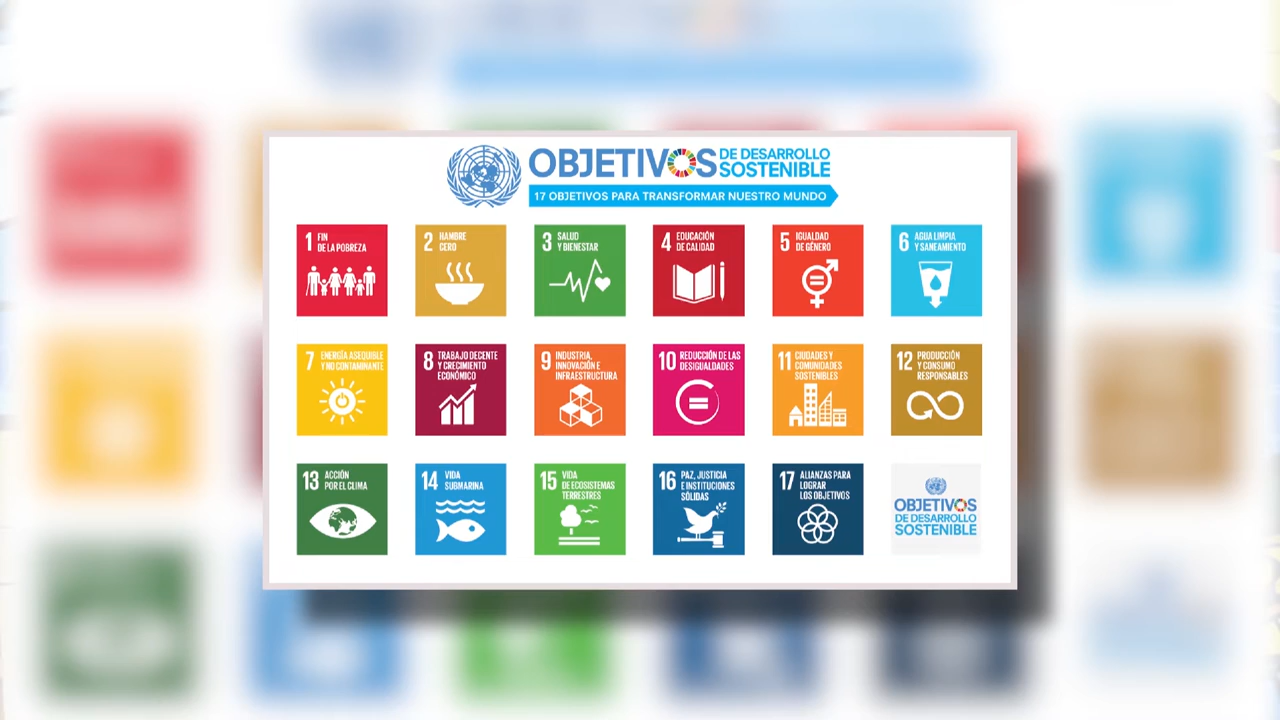 OBJETIVOS DE DESARROLLO
SOSTENIBLE
17 OBJETIVOS PARA TRANSFORMAR NUESTRO MUNDO
1 FIN
DE LA POBREZA
2 HAMBRE
CERO
3 SALUD
Y BIENESTAR
4 EDUCACIÓN
DE CALIDAD
5 IGUALDAD
DE GÉNERO
6 AGUA LIMPIA
Y SANEAMIENTO
7 ENERGÍA ASEQUIBLE
Y NO CONTAMINANTE
8 TRABAJO DECENTE
Y CRECIMIENTO
ECONÓMICO
9 INDUSTRIA,
INNOVACIÓN E
INFRAESTRUCTURA
10 REDUCCIÓN DE LAS
DESIGUALDADES
11 CIUDADES Y
COMUNIDADES
SOSTENIBLES
12 PRODUCCIÓN
Y CONSUMO
RESPONSABLES
13 ACCIÓN
POR EL CLIMA
14 VIDA
SUBMARINA
15 VIDA
DE ECOSISTEMAS
TERRESTRES
16 PAZ, JUSTICIA
E INSTITUCIONES
SÓLIDAS
17 ALIANZAS PARA
LOGRAR
LOS OBJETIVOS
OBJETIVOS
DE DESARROLLO
SOSTENIBLE